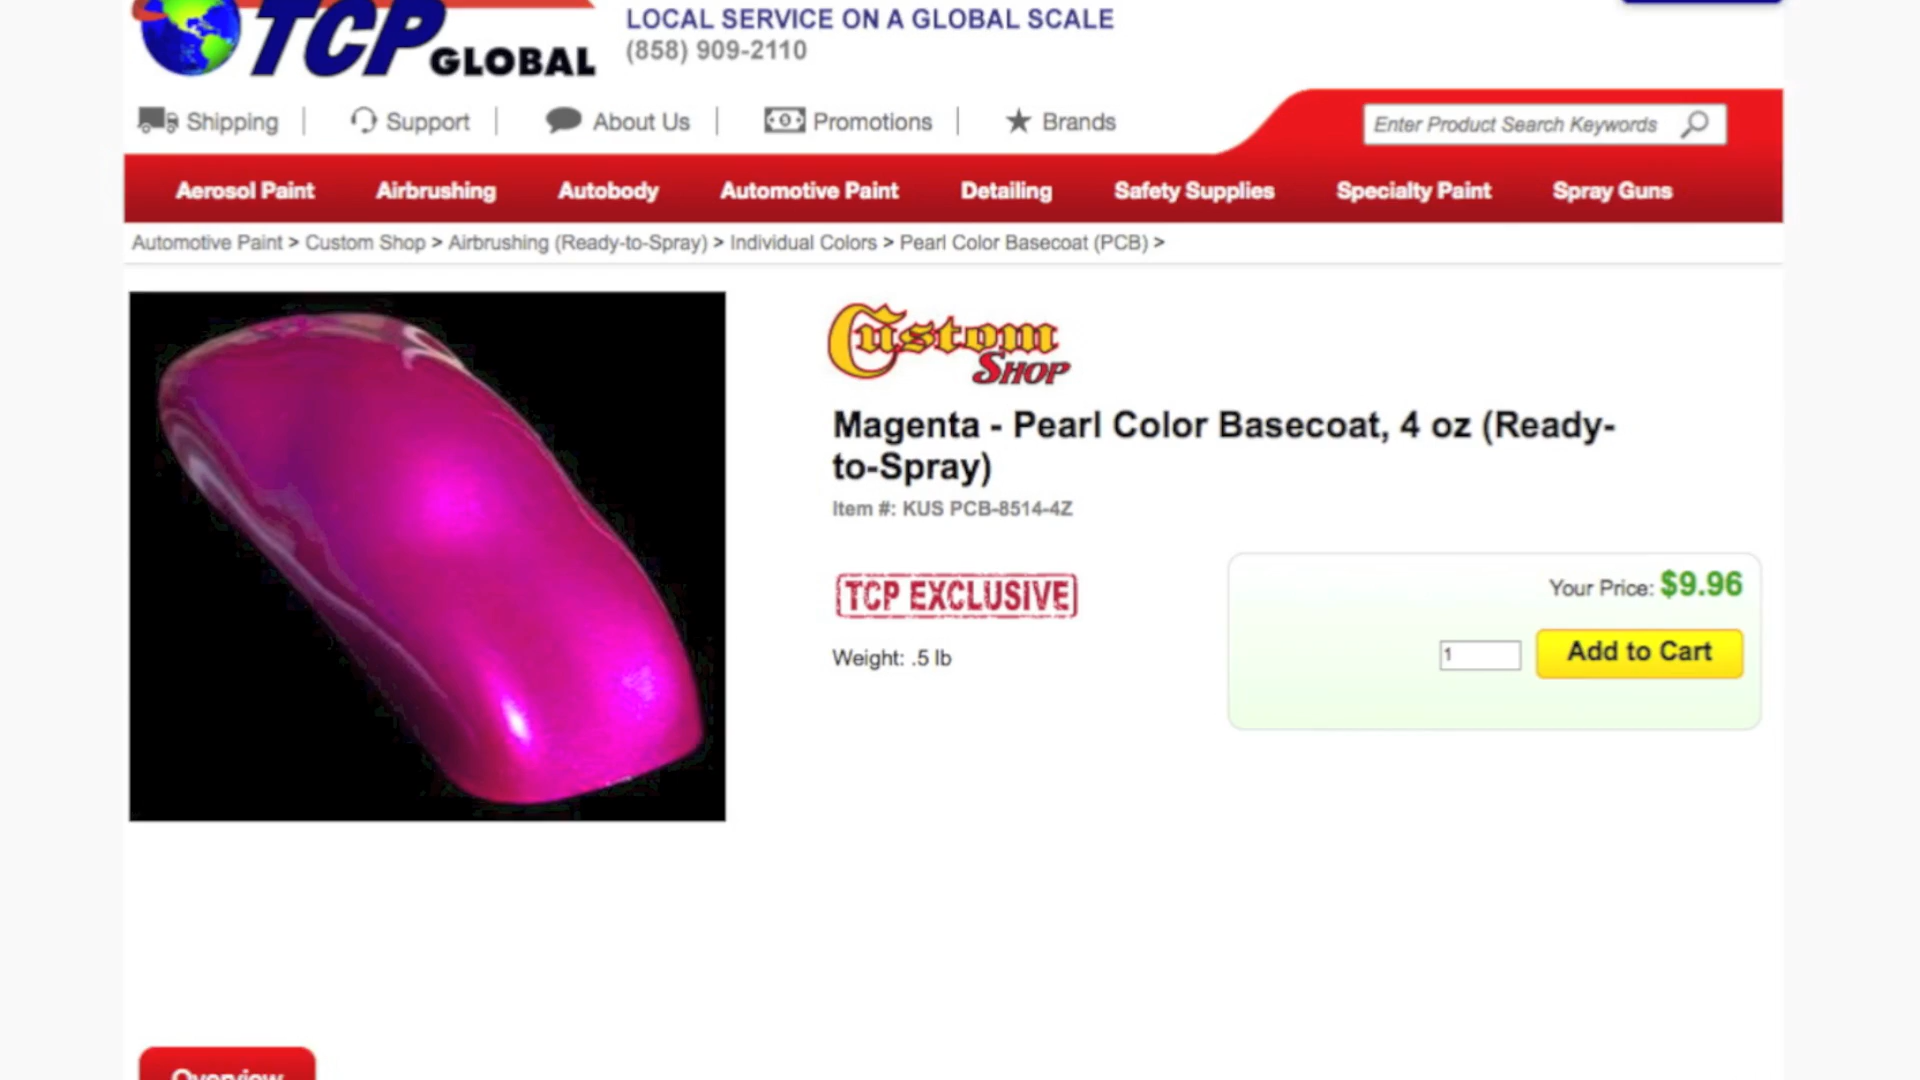 TCP GLOBAL
LOCAL SERVICE ON A GLOBAL SCALE
(858) 909-2110
Shipping | Support | About Us | Promotions | Brands
Enter Product Search Keywords
Aerosol Paint Airbrushing Autobody Automotive Paint Detailing Safety Supplies Specialty Paint Spray Guns
Automotive Paint > Custom Shop > Airbrushing (Ready-to-Spray) > Individual Colors > Pearl Color Basecoat (PCB) >
Custom
SHOP
Magenta - Pearl Color Basecoat, 4 oz (Ready-
to-Spray)
Item #: KUS PCB-8514-4Z
TCP EXCLUSIVE
Your Price: $9.96
1 Add to Cart
Weight: .5 lb
Overview